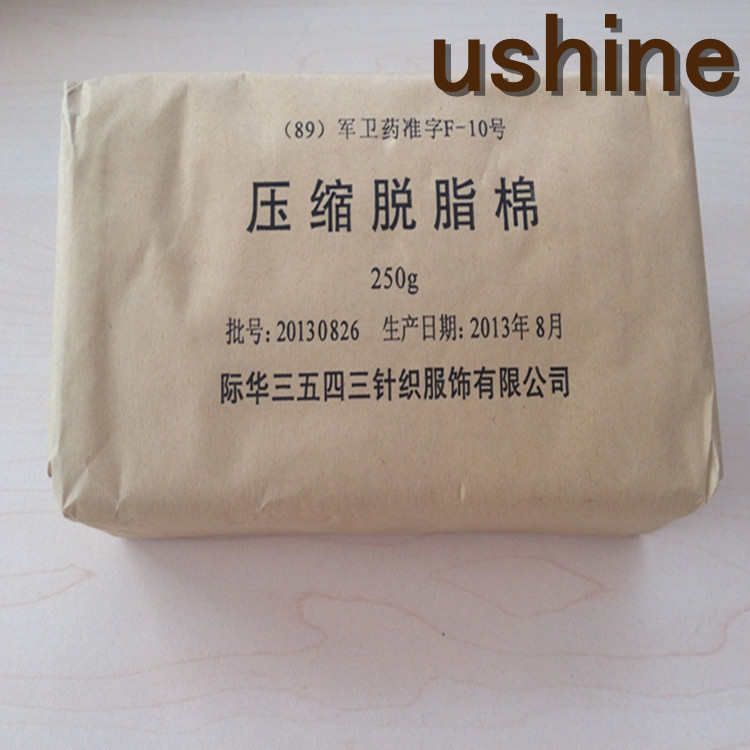 ushine
（89）军卫药准字F-10号
压缩脱脂棉
250g
批号：20130826 生产日期：2013年8月
际华三五四三针织服饰有限公司